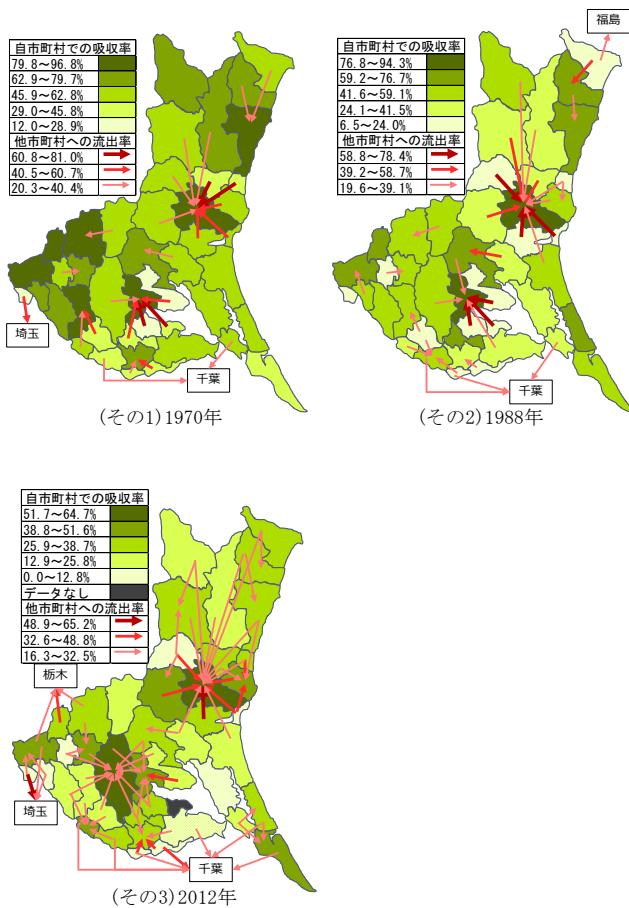 自市町村での吸収率
79.8～96.8%
62.9～79.7%
45.9～62.8%
29.0～45.8%
12.0～28.9%
他市町村への流出率
60.8～81.0%
40.5～60.7%
20.3～40.4%
埼玉
千葉
(その1)1970年
福島
自市町村での吸収率
76.8～94.3%
59.2～76.7%
41.6～59.1%
24.1～41.5%
6.5～24.0%
他市町村への流出率
58.8～78.4%
39.2～58.7%
19.6～39.1%
千葉
(その2)1988年
自市町村での吸収率
51.7～64.7%
38.8～51.6%
25.9～38.7%
12.9～25.8%
0.0～12.8%
データなし
他市町村への流出率
48.9～65.2%
32.6～48.8%
16.3～32.5%
栃木
埼玉
千葉
(その3)2012年